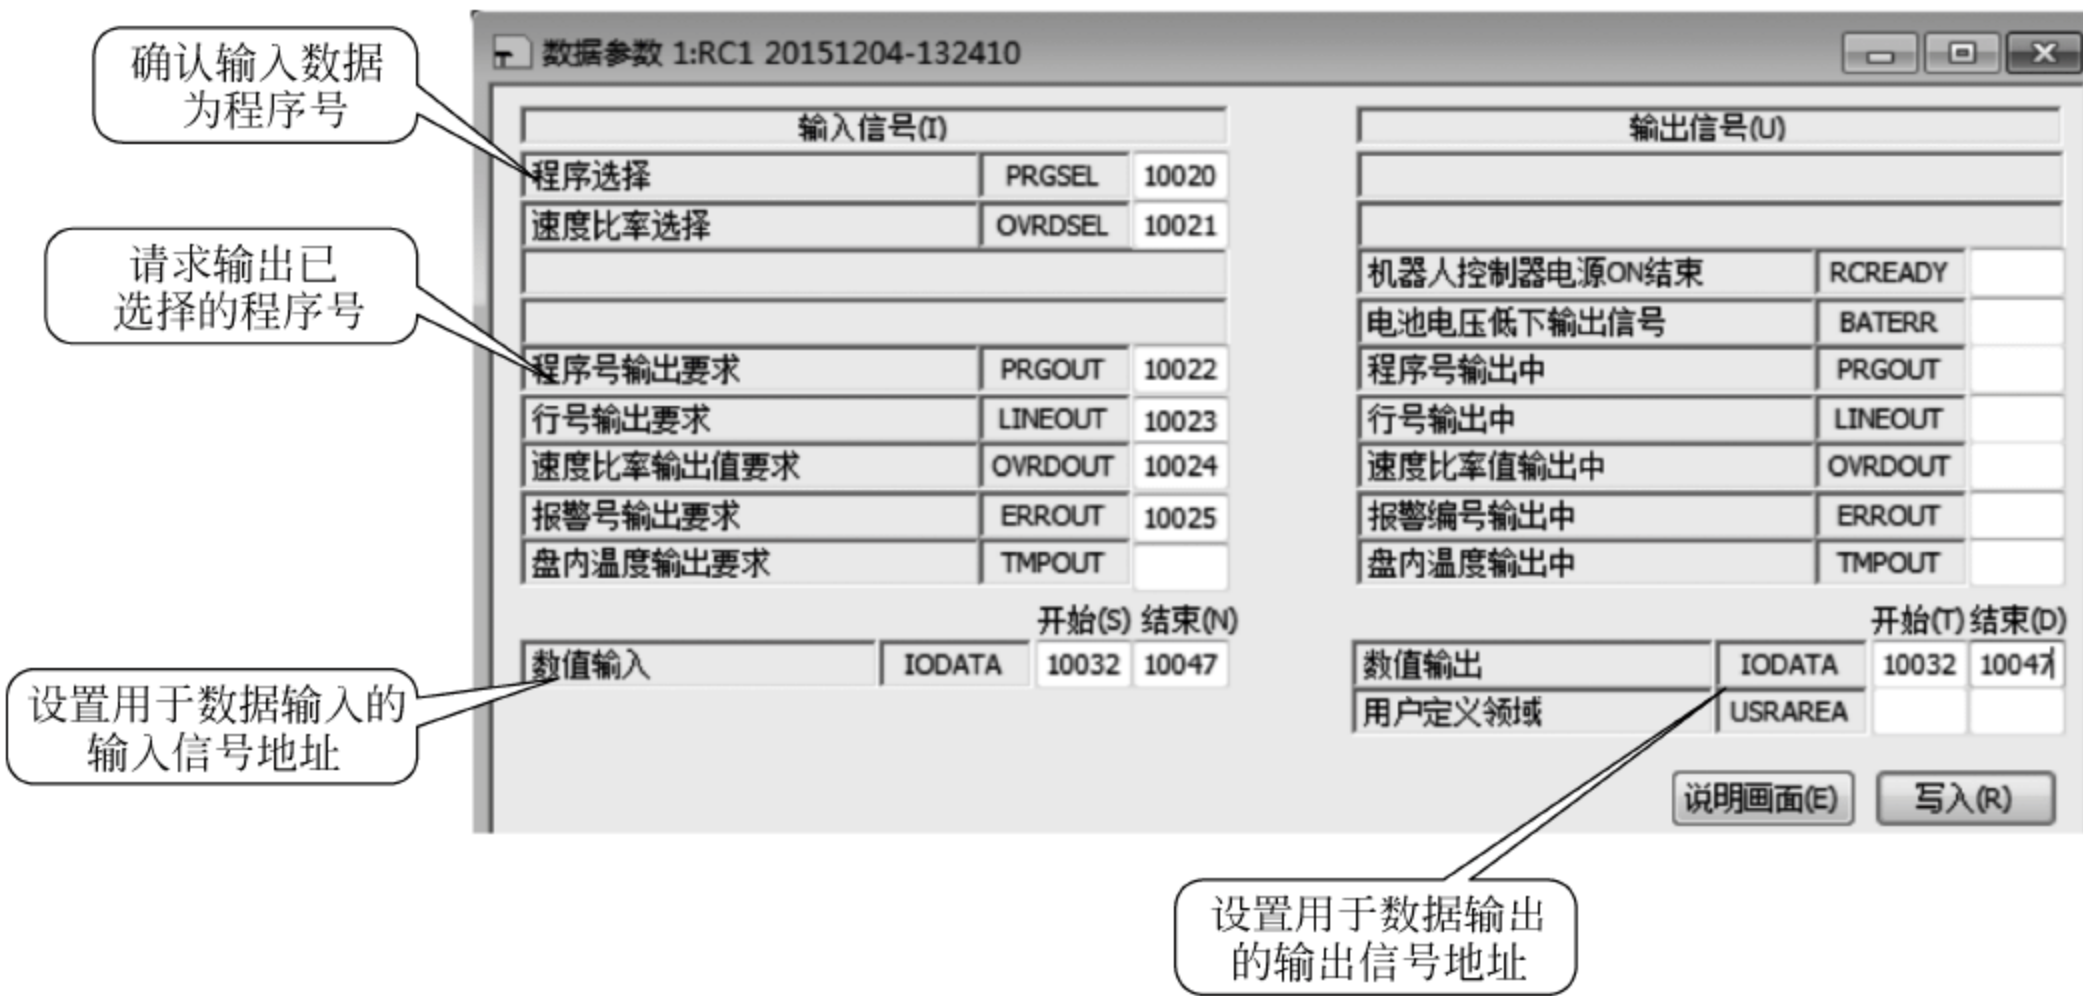 确认输入数据
为程序号
请求输出已
选择的程序号
设置用于数据输入的
输入信号地址
数据参数 1:RC1 20151204-132410
输入信号(I)
程序选择 PRGSEL 10020
速度比率选择 OVRDSEL 10021
程序号输出要求 PRGOUT 10022
行号输出要求 LINEOUT 10023
速度比率输出值要求 OVRDOUT 10024
报警号输出要求 ERROUT 10025
盘内温度输出要求 TMPOUT
开始(S) 结束(N)
数值输入 IODATA 10032 10047
输出信号(U)
机器人控制器电源ON结束 RCREADY
电池电压低下输出信号 BATERR
程序号输出中 PRGOUT
行号输出中 LINEOUT
速度比率值输出中 OVRDOUT
报警编号输出中 ERROUT
盘内温度输出中 TMPOUT
开始(T) 结束(D)
数值输出 IODATA 10032 10047
用户定义领域 USRAREA
说明画面(E) 写入(R)
设置用于数据输出
的输出信号地址